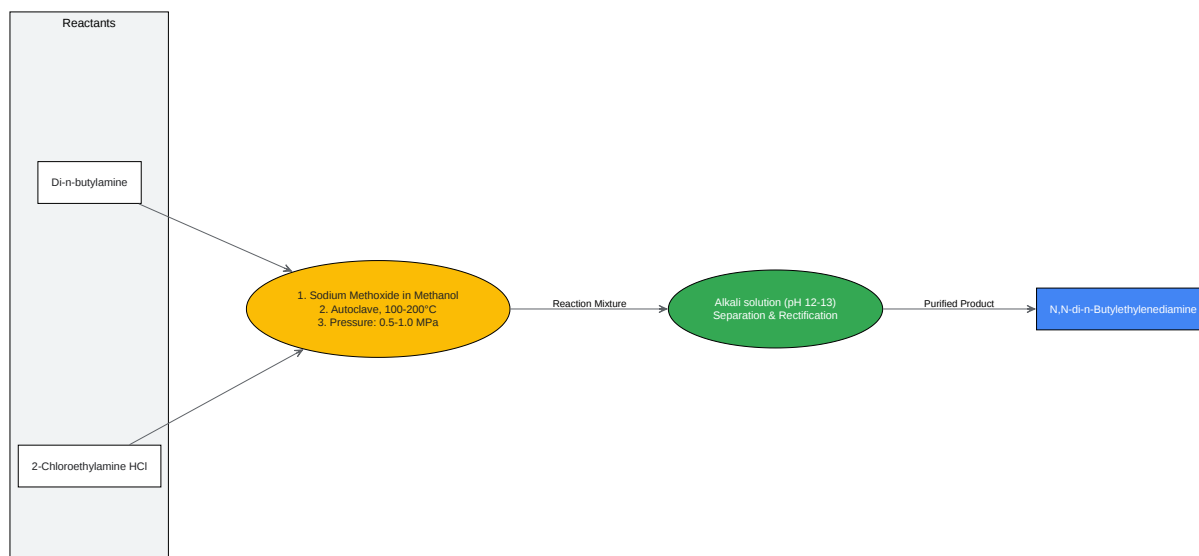 Reactants
Di-n-butylamine
2-Chloroethylamine HCl
1. Sodium Methoxide in Methanol
2. Autoclave, 100-200°C
3. Pressure: 0.5-1.0 MPa
Reaction Mixture
Alkali solution (pH 12-13)
Separation & Rectification
Purified Product
N,N-di-n-Butylethylenediamine